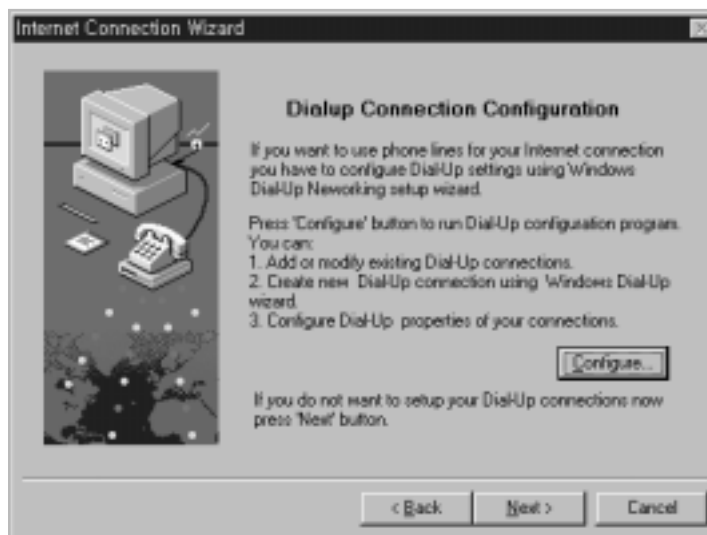 Internet Connection Wizard
Dialup Connection Configuration
If you want to use phone lines for your Internet connection
you have to configure Dial-Up settings using Windows
Dial-Up Neworking setup wizard.
Press 'Configure' button to run Dial-Up configuration program.
You can:
1. Add or modify existing Dial-Up connections.
2. Create new Dial-Up connection using Windows Dial-Up
wizard.
3. Configure Dial-Up properties of your connections.
Configure...
If you do not want to setup your Dial-Up connections now
press 'Next' button.
< Back
Next >
Cancel